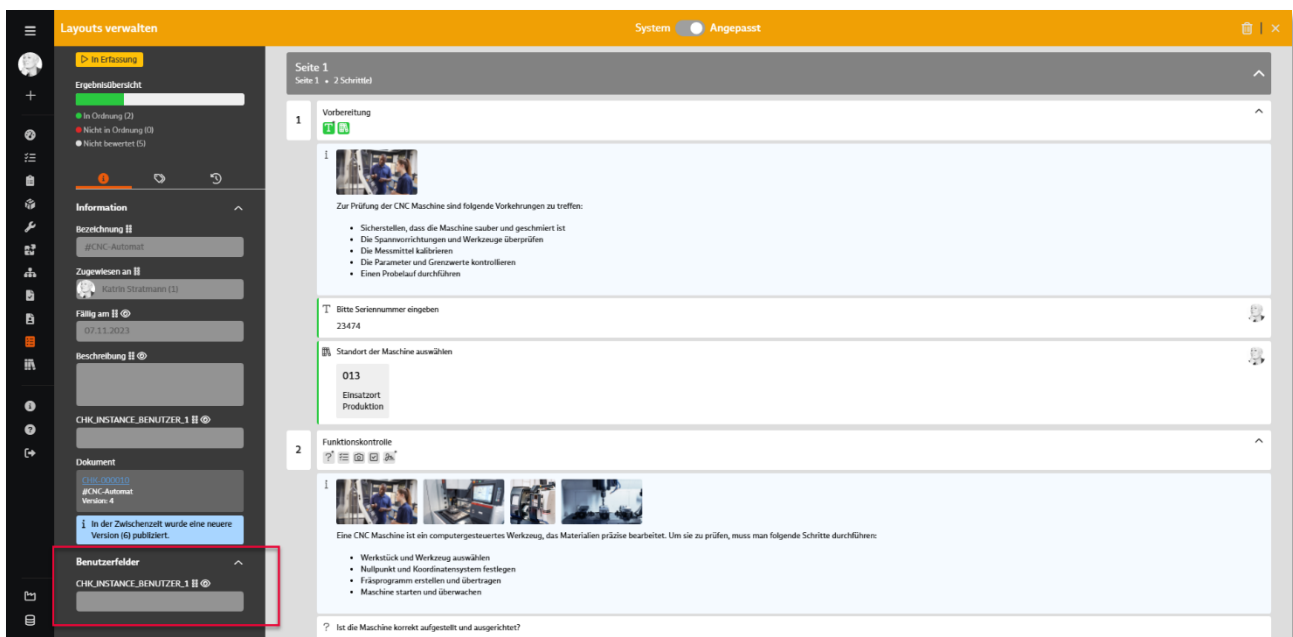 Layouts verwalten
System Angepasst
In Erfassung
Ergebnisübersicht
In Ordnung (2)
Nicht in Ordnung (0)
Nicht bewertet (5)
Information
Bezeichnung
#CNC-Automat
Zugewiesen an
Katrin Stratmann (1)
Fällig am
07.11.2023
Beschreibung
CHK_INSTANCE_BENUTZER_1
Dokument
CHK-000010
#CNC-Automat
Version: 4
In der Zwischenzeit wurde eine neuere
Version (6) publiziert.
Benutzerfelder
CHK_INSTANCE_BENUTZER_1
Seite 1
Seite 1 • 2 Schritt(e)
1
Vorbereitung
Zur Prüfung der CNC Maschine sind folgende Vorkehrungen zu treffen:
• Sicherstellen, dass die Maschine sauber und geschmiert ist
• Die Spannvorrichtungen und Werkzeuge überprüfen
• Die Messmittel kalibrieren
• Die Parameter und Grenzwerte kontrollieren
• Einen Probelauf durchführen
Bitte Seriennummer eingeben
23474
Standort der Maschine auswählen
013
Einsatzort
Produktion
2
Funktionskontrolle
Eine CNC Maschine ist ein computergesteuertes Werkzeug, das Materialien präzise bearbeitet. Um sie zu prüfen, muss man folgende Schritte durchführen:
• Werkstück und Werkzeug auswählen
• Nullpunkt und Koordinatensystem festlegen
• Fräsprogramm erstellen und übertragen
• Maschine starten und überwachen
? Ist die Maschine korrekt aufgestellt und ausgerichtet?